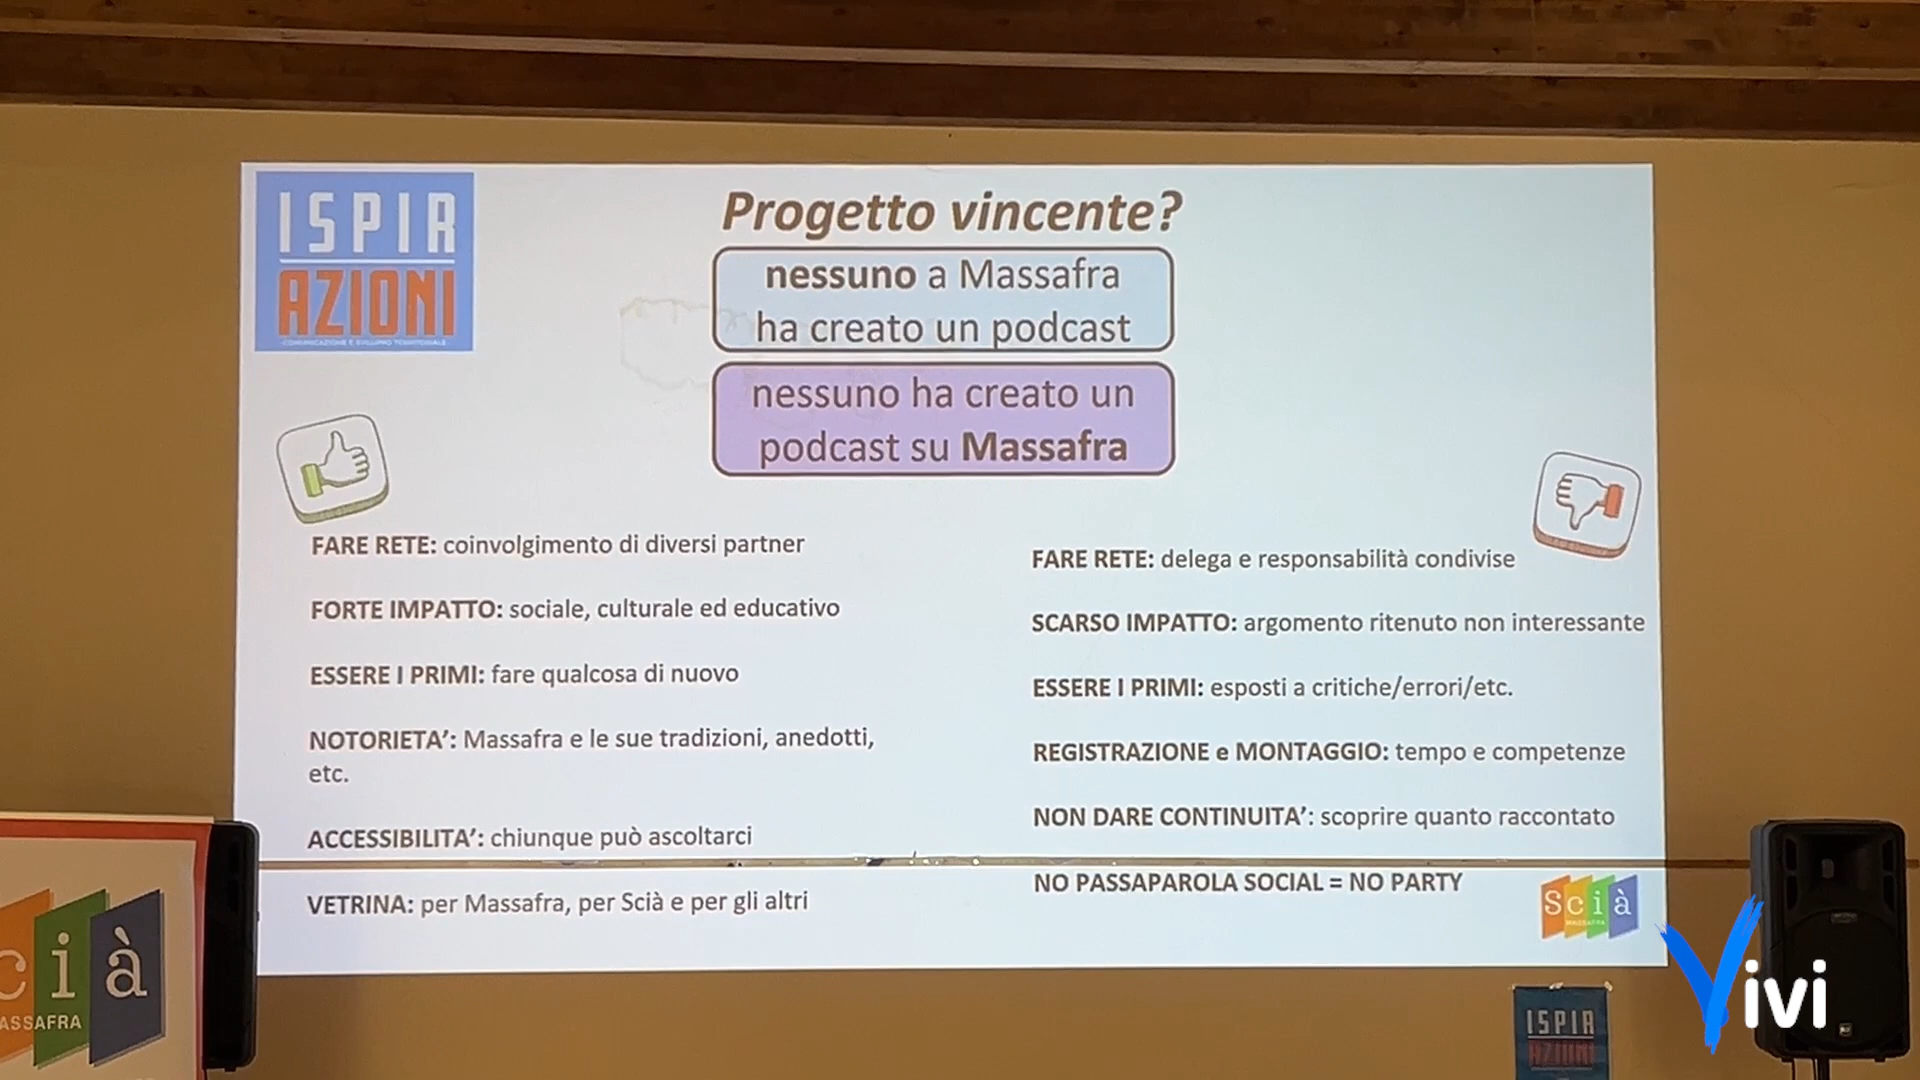 ISPIR
AZIONI
COMUNICAZIONE E SVILUPPO TERRITORIALE
Progetto vincente?
nessuno a Massafra
ha creato un podcast
nessuno ha creato un
podcast su Massafra
FARE RETE: coinvolgimento di diversi partner
FORTE IMPATTO: sociale, culturale ed educativo
ESSERE I PRIMI: fare qualcosa di nuovo
NOTORIETA’: Massafra e le sue tradizioni, anedotti,
etc.
ACCESSIBILITA’: chiunque può ascoltarci
VETRINA: per Massafra, per Scià e per gli altri
FARE RETE: delega e responsabilità condivise
SCARSO IMPATTO: argomento ritenuto non interessante
ESSERE I PRIMI: esposti a critiche/errori/etc.
REGISTRAZIONE e MONTAGGIO: tempo e competenze
NON DARE CONTINUITA’: scoprire quanto raccontato
NO PASSAPAROLA SOCIAL = NO PARTY
Scià
MASSAFRA
cià
ASSAFRA
Vivi
ISPIR
AZIONI